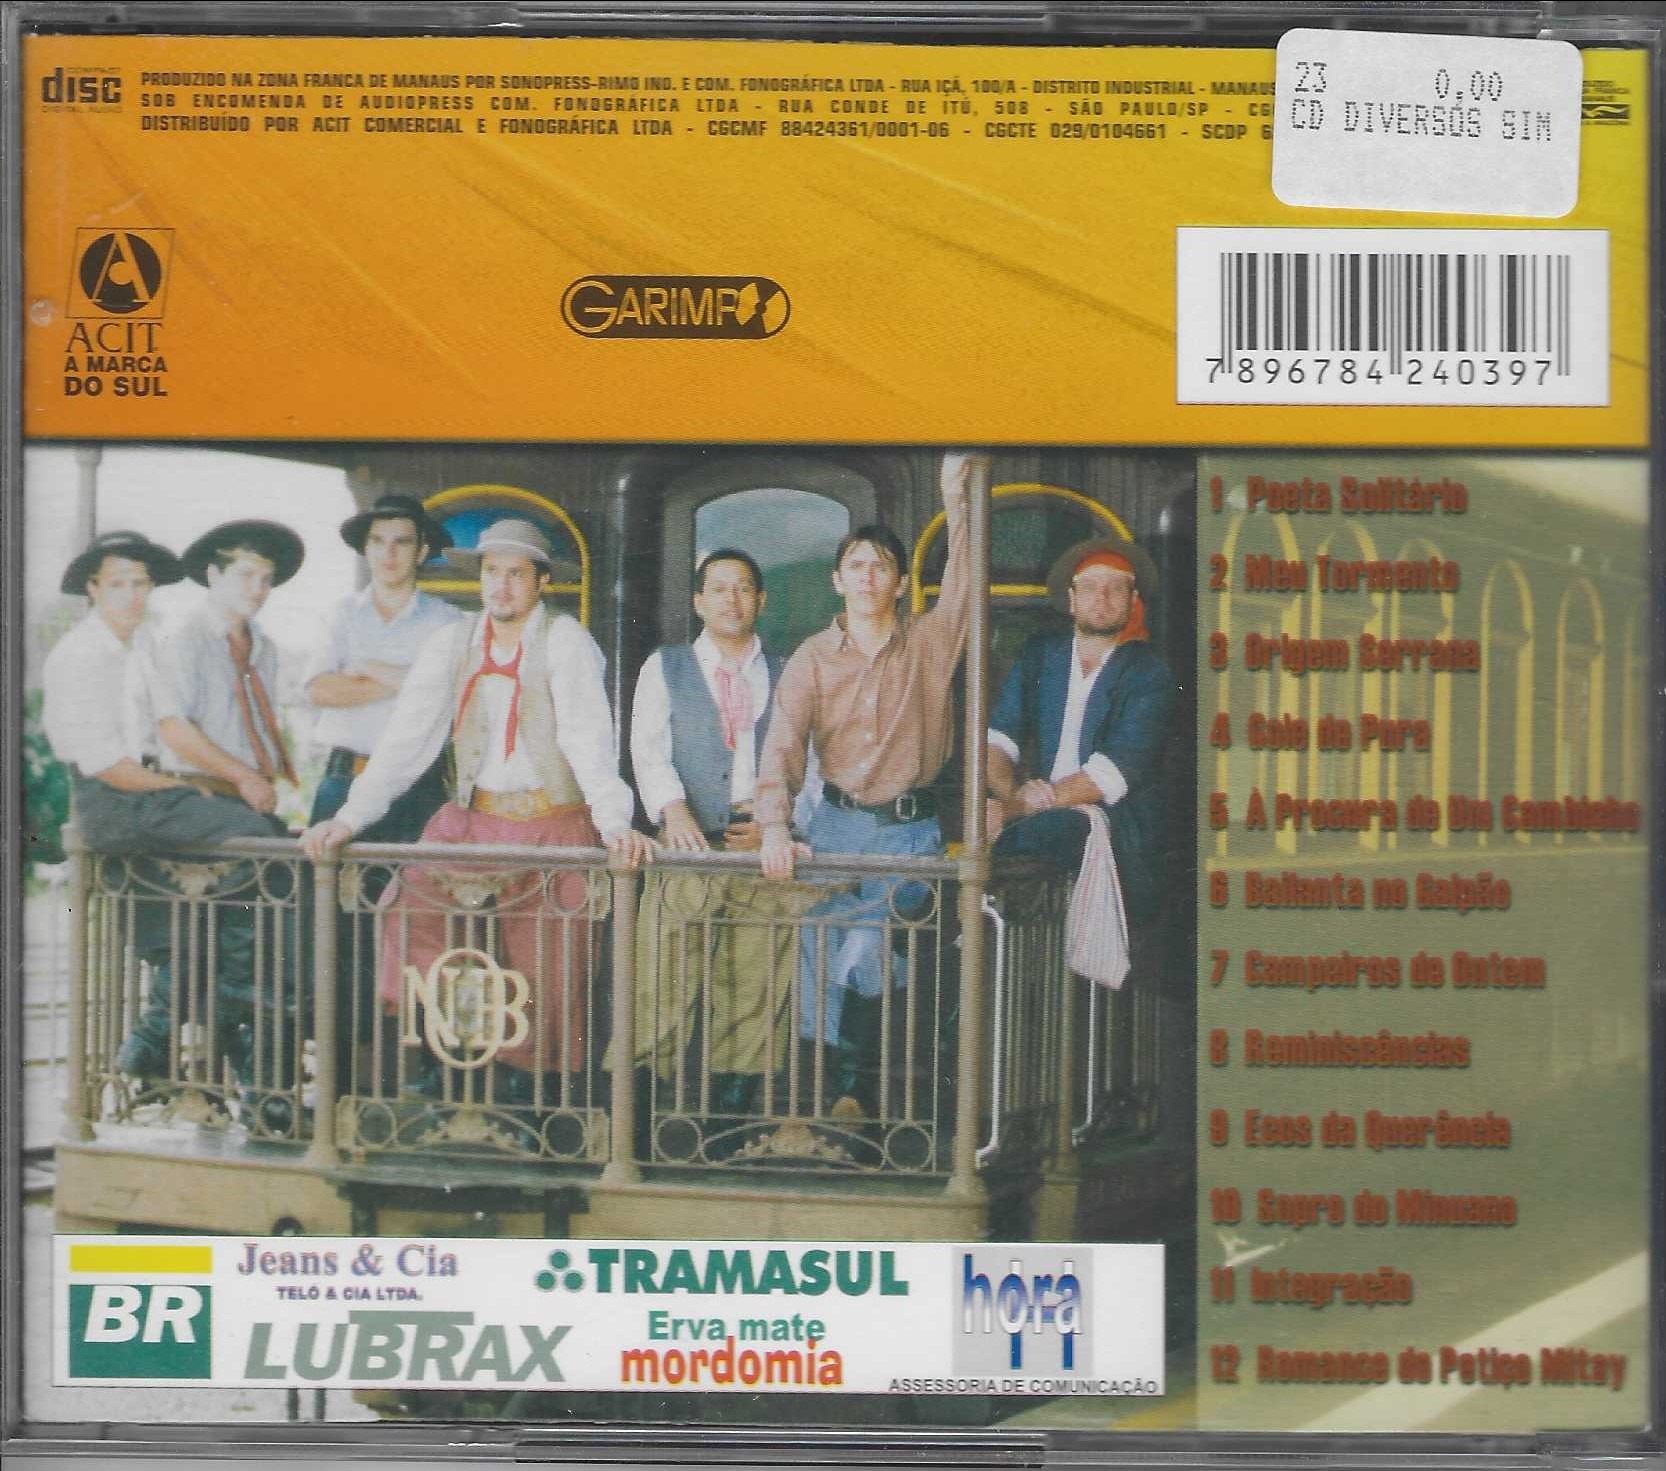 COMPACT
disc
DIGITAL AUDIO
PRODUZIDO NA ZONA FRANCA DE MANAUS POR SONOPRESS-RIMO IND. E COM. FONOGRÁFICA LTDA - RUA IÇÁ, 100/A - DISTRITO INDUSTRIAL - MANAUS
SOB ENCOMENDA DE AUDIOPRESS COM. FONOGRÁFICA LTDA - RUA CONDE DE ITÚ, 508 - SÃO PAULO/SP
DISTRIBUÍDO POR ACIT COMERCIAL E FONOGRÁFICA LTDA - CGCMF 88424361/0001-06 - CGCTE 029/0104661 - SCDP
23 0,00
CD DIVERSOS SIM
A
ACIT
A MARCA
DO SUL
GARIMPO
7 896784 240397
1 Poeta Solitário
2 Meu Tormento
3 Origem Serrana
4 Gole de Pura
5 À Procura de Um Cambicho
6 Bailanta no Galpão
7 Campeiros de Ontem
8 Reminiscências
9 Ecos da Querência
10 Sopro do Minuano
11 Integração
12 Romance do Petiço Mitay
NOB
BR
Jeans & Cia
TELÓ & CIA LTDA.
LUBRAX
TRAMASUL
Erva mate
mordomia
hora
H
ASSESSORIA DE COMUNICAÇÃO